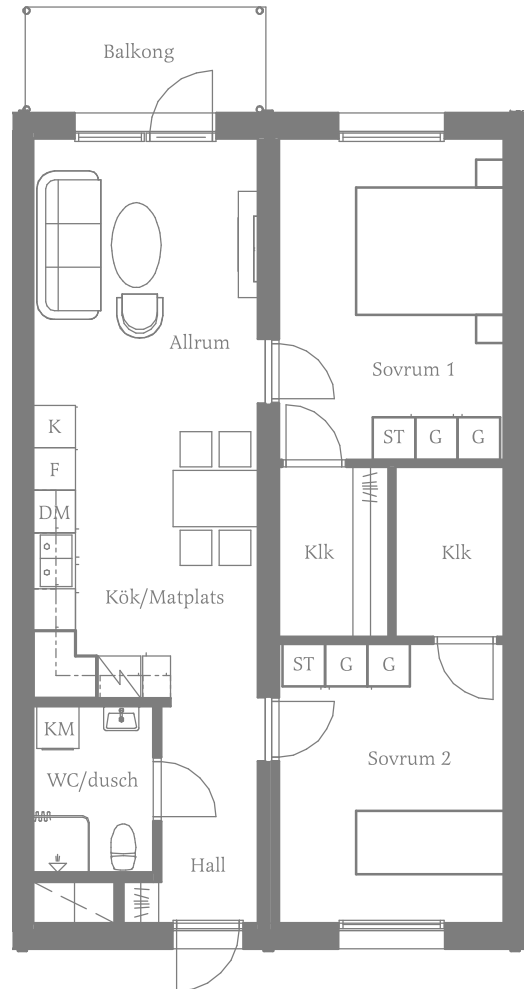 Balkong
Allrum
Sovrum 1
K
ST G G
F
DM
Klk
Klk
Kök/Matplats
ST G G
KM
Sovrum 2
WC/dusch
Hall